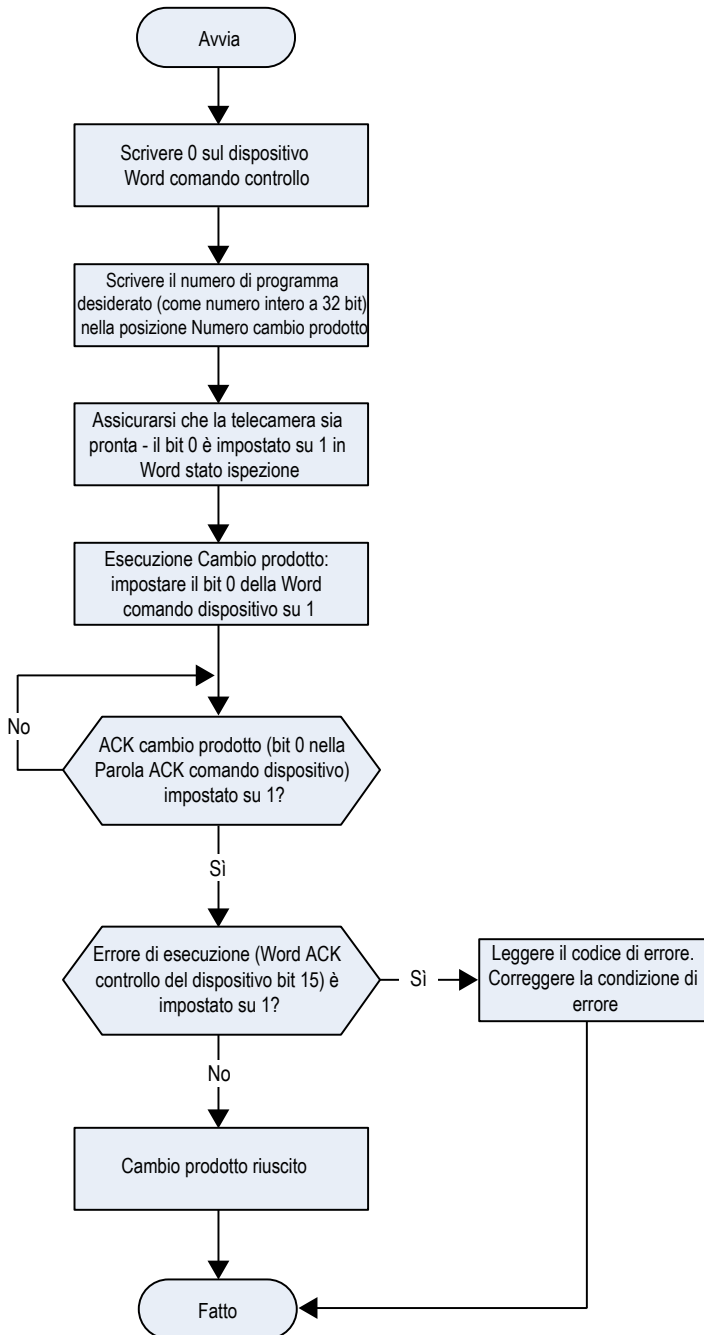 Avvia
Scrivere 0 sul dispositivo
Word comando controllo
Scrivere il numero di programma
desiderato (come numero intero a 32 bit)
nella posizione Numero cambio prodotto
Assicurarsi che la telecamera sia
pronta - il bit 0 è impostato su 1 in
Word stato ispezione
Esecuzione Cambio prodotto:
impostare il bit 0 della Word
comando dispositivo su 1
No
ACK cambio prodotto (bit 0 nella
Parola ACK comando dispositivo)
impostato su 1?
Sì
Errore di esecuzione (Word ACK
controllo del dispositivo bit 15) è
impostato su 1?
Sì
Leggere il codice di errore.
Correggere la condizione di
errore
No
Cambio prodotto riuscito
Fatto